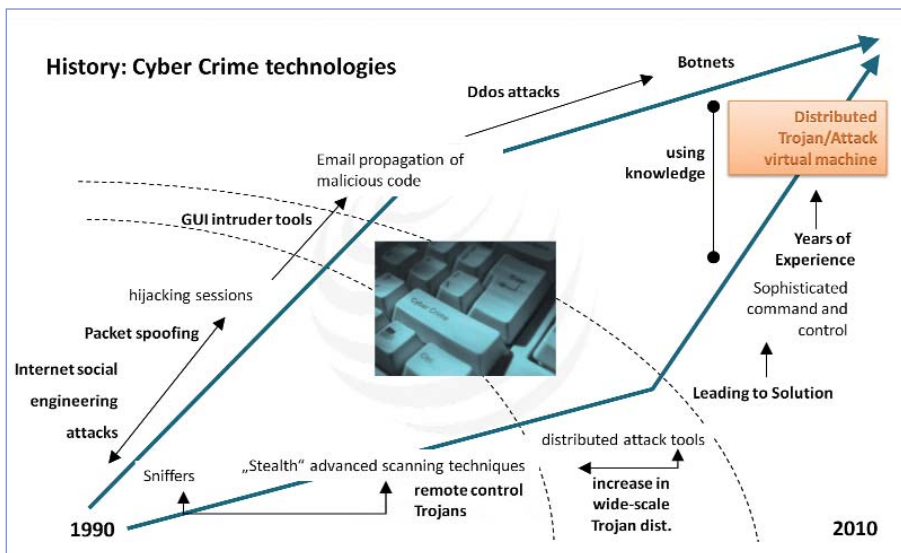 History: Cyber Crime technologies
Botnets
Ddos attacks
Distributed
Trojan/Attack
virtual machine
using
knowledge
Email propagation of
malicious code
GUI intruder tools
Years of
Experience
hijacking sessions
Sophisticated
command and
control
Packet spoofing
Internet social
engineering
attacks
Cyber Crime
Leading to Solution
distributed attack tools
Sniffers
„Stealth“ advanced scanning techniques
remote control
Trojans
increase in
wide-scale
Trojan dist.
1990
2010